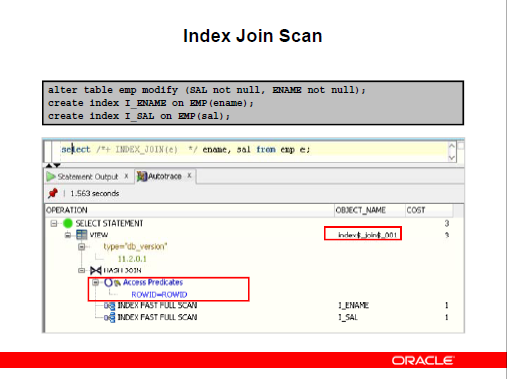 Index Join Scan
alter table emp modify (SAL not null, ENAME not null);
create index I_ENAME on EMP(ename);
create index I_SAL on EMP(sal);
select /*+ INDEX_JOIN(e) */ ename, sal from emp e;
Statement Output x Autotrace x
1.563 seconds
OPERATION OBJECT_NAME COST
SELECT STATEMENT 3
VIEW index$_join$_001 3
type="db_version"
11.2.0.1
HASH JOIN
Access Predicates
ROWID=ROWID
INDEX FAST FULL SCAN I_ENAME 1
INDEX FAST FULL SCAN I_SAL 1
ORACLE